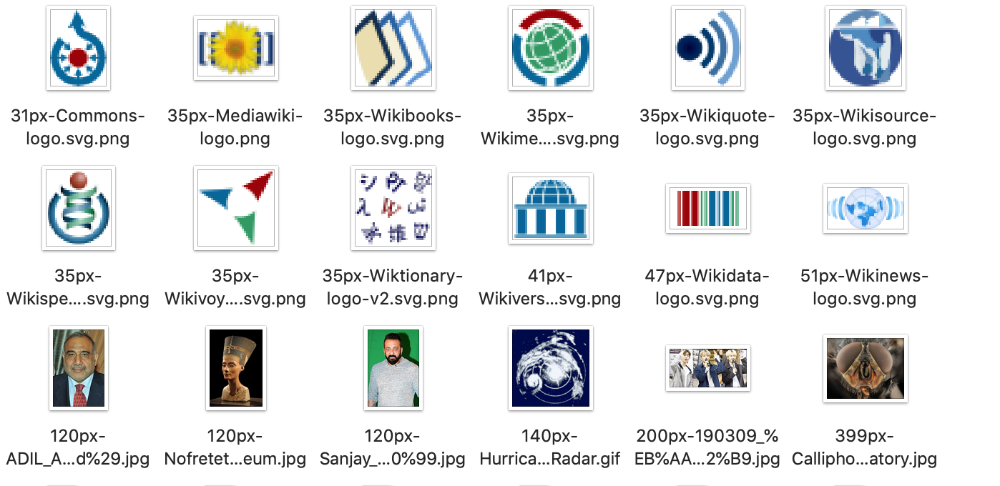 31px-Commons-
logo.svg.png
35px-Mediawiki-
logo.png
35px-Wikibooks-
logo.svg.png
35px-
Wikime....svg.png
35px-Wikiquote-
logo.svg.png
35px-Wikisource-
logo.svg.png
35px-
Wikispe....svg.png
35px-
Wikivoy....svg.png
35px-Wiktionary-
logo-v2.svg.png
41px-
Wikivers...svg.png
47px-Wikidata-
logo.svg.png
51px-Wikinews-
logo.svg.png
120px-
ADIL_A...d%29.jpg
120px-
Nofretet...eum.jpg
120px-
Sanjay_...0%99.jpg
140px-
Hurrica...Radar.gif
200px-190309_%
EB%AA...2%B9.jpg
399px-
Callipho...atory.jpg